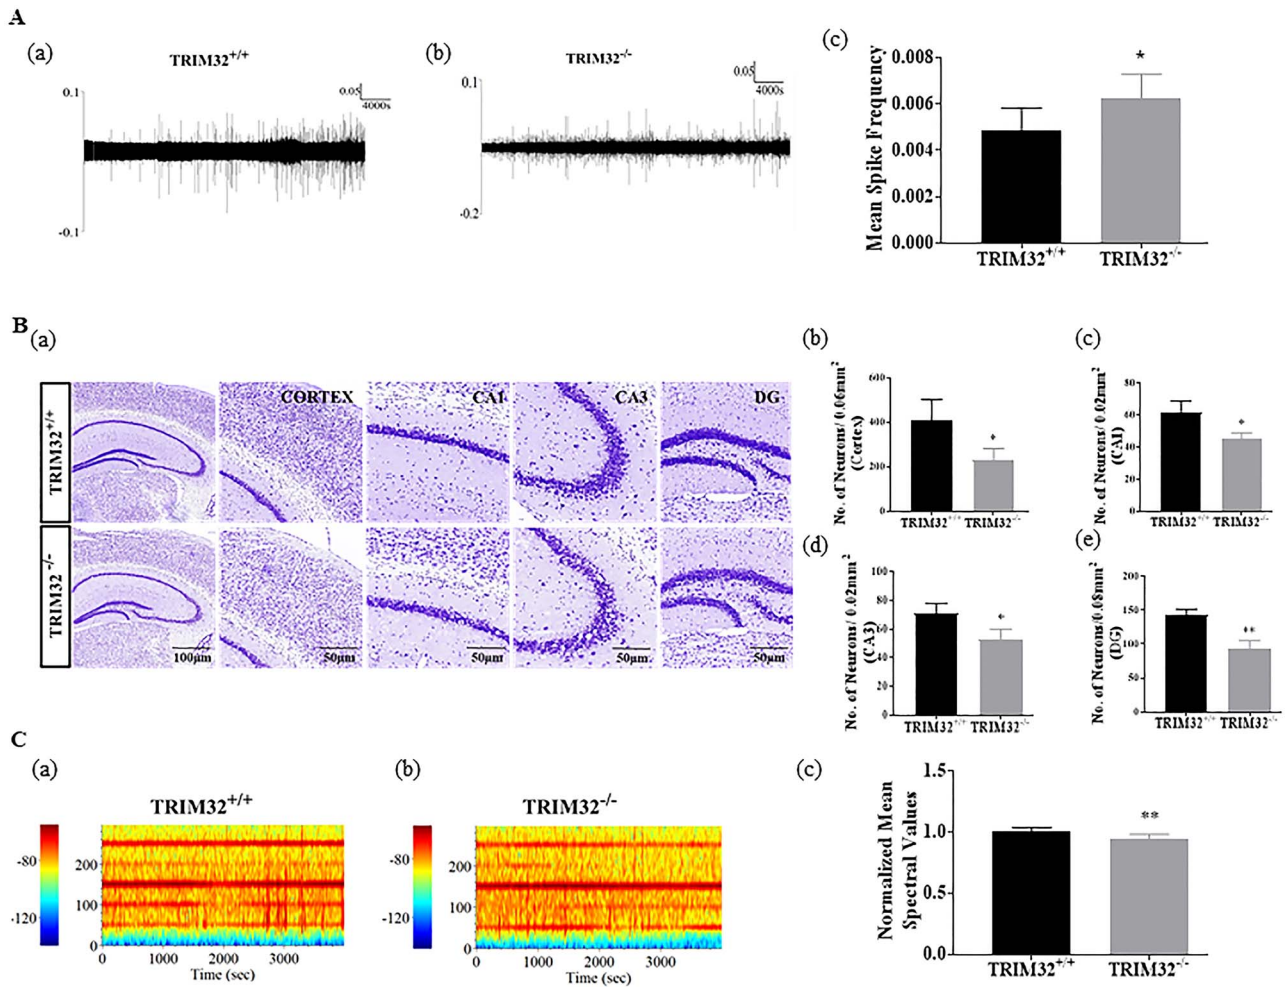 A
(a)
TRIM32+/+
0.05
4000s
0.1
-0.1
(b)
TRIM32-/-
0.05
4000s
0.1
-0.2
(c)
*
Mean Spike Frequency
0.008
0.006
0.004
0.002
0.000
TRIM32+/+ TRIM32-/-
B
(a)
TRIM32+/+
CORTEX CA1 CA3 DG
TRIM32 -/-
100µm 50µm 50µm 50µm 50µm
(b)
No. of Neurons/ 0.06mm2
(Cortex)
600
400
200
0
*
TRIM32+/+ TRIM32-/-
(c)
No. of Neurons/ 0.02mm2
(CA1)
80
60
40
20
0
*
TRIM32+/+ TRIM32-/-
(d)
No. of Neurons/ 0.02mm2
(CA3)
100
80
60
40
20
0
*
TRIM32+/+ TRIM32-/-
(e)
No. of Neurons/0.08mm2
(DG)
200
150
100
50
0
**
TRIM32+/+ TRIM32-/-
C
(a)
TRIM32+/+
-80
-120
200
100
0
0 1000 2000 3000
Time (sec)
(b)
TRIM32-/-
-80
-120
200
100
0
0 1000 2000 3000
Time (sec)
(c)
Normalized Mean
Spectral Values
1.5
1.0
0.5
0.0
**
TRIM32+/+ TRIM32-/-